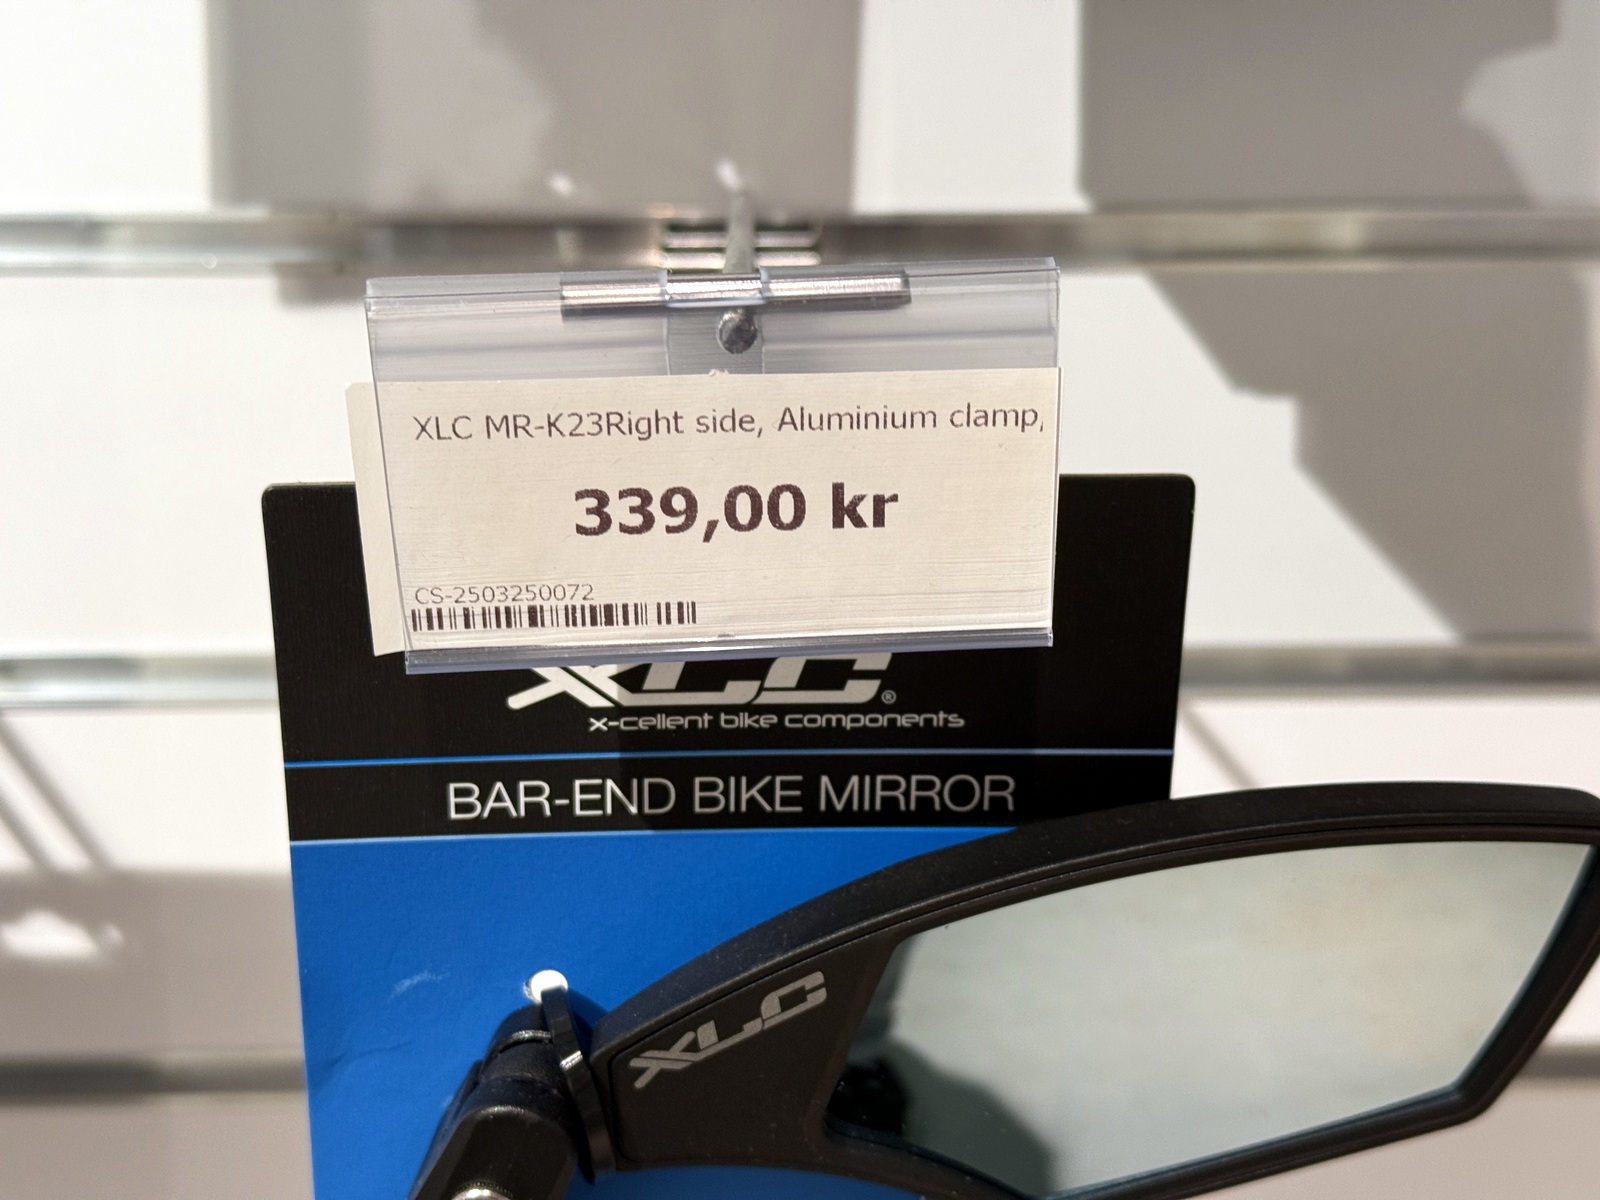 XLC MR-K23Right side, Aluminium clamp,
339,00 kr
CS-2503250072
XLC®
x-cellent bike components
BAR-END BIKE MIRROR
XLC